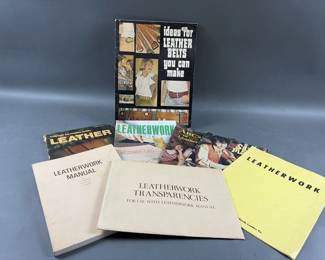 ideas for
LEATHER
BELTS
you can
make
LEATHER
LEATHERWORK
LEATHERWORK
MANUAL
LEATHERWORK
TRANSPARENCIES
FOR USE WITH LEATHERWORK MANUAL
LEATHERWORK